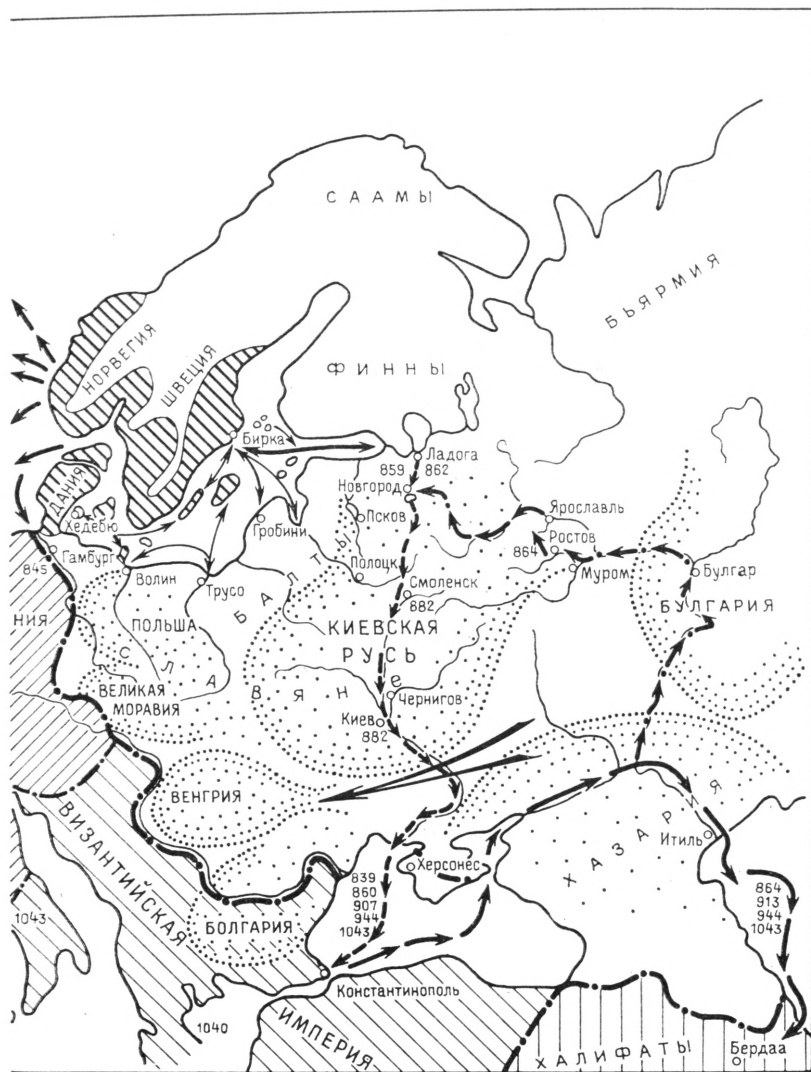 СААМЫ
БЬЯРМИЯ
НОРВЕГИЯ
ШВЕЦИЯ
ФИННЫ
Бирка
Ладога
859 862
Новгород
ДАНИЯ
Хедебю
Гробини
Псков
Ярославль
Ростов
864
Гамburg
845
Волин
Трусо
Полоцк
Смоленск
882
Муром
Булгар
БУЛГАРИЯ
БАЛТЫ
НИЯ
ПОЛЬША
КИЕВСКАЯ
РУСЬ
СЛАВЯНЕ
ВЕЛИКАЯ
МОРАВИЯ
Чернигов
Киев
882
ВЕНГРИЯ
ВИЗАНТИЙСКАЯ
ХАЗАРИЯ
Итиль
Херсонес
839
860
907
944
1043
864
913
944
1043
1043
БОЛГАРИЯ
Константинополь
1040
ИМПЕРИЯ
ХАЛИФАТЫ
Бердаа